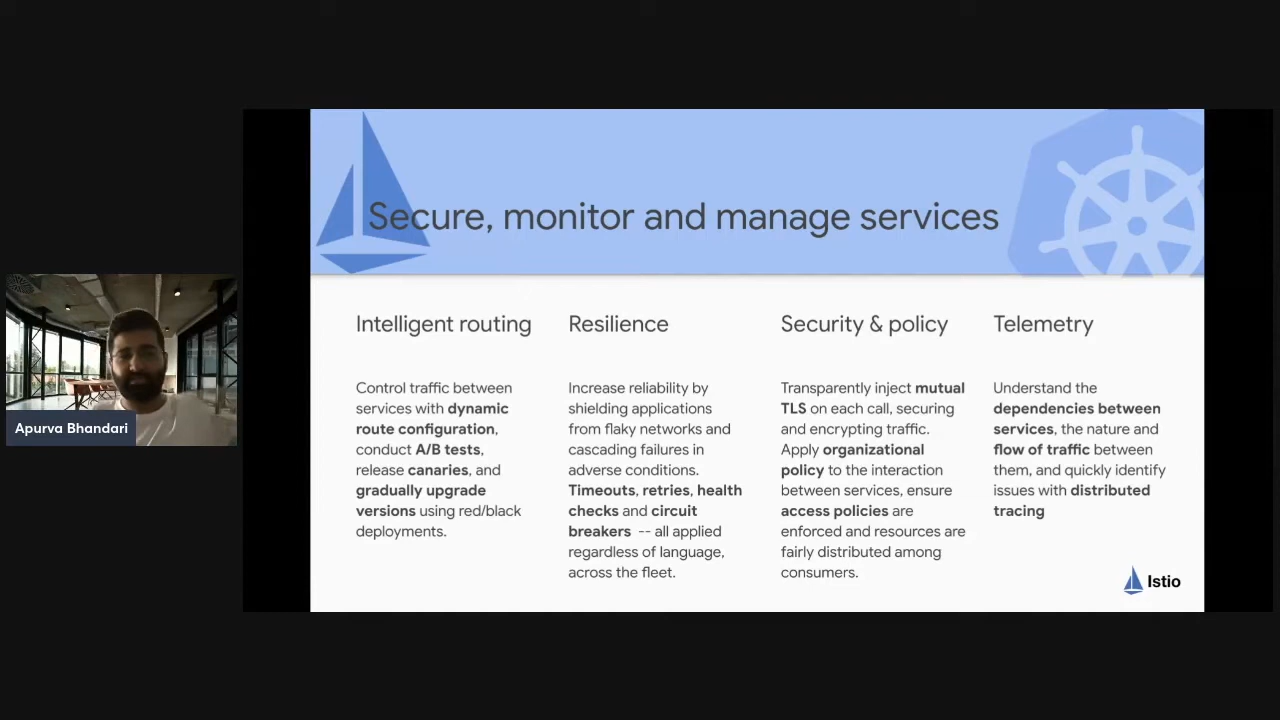 Secure, monitor and manage services
Intelligent routing
Control traffic between
services with dynamic
route configuration,
conduct A/B tests,
release canaries, and
gradually upgrade
versions using red/black
deployments.
Resilience
Increase reliability by
shielding applications
from flaky networks and
cascading failures in
adverse conditions.
Timeouts, retries, health
checks and circuit
breakers -- all applied
regardless of language,
across the fleet.
Security & policy
Transparently inject mutual
TLS on each call, securing
and encrypting traffic.
Apply organizational
policy to the interaction
between services, ensure
access policies are
enforced and resources are
fairly distributed among
consumers.
Telemetry
Understand the
dependencies between
services, the nature and
flow of traffic between
them, and quickly identify
issues with distributed
tracing
Istio
Apurva Bhandari